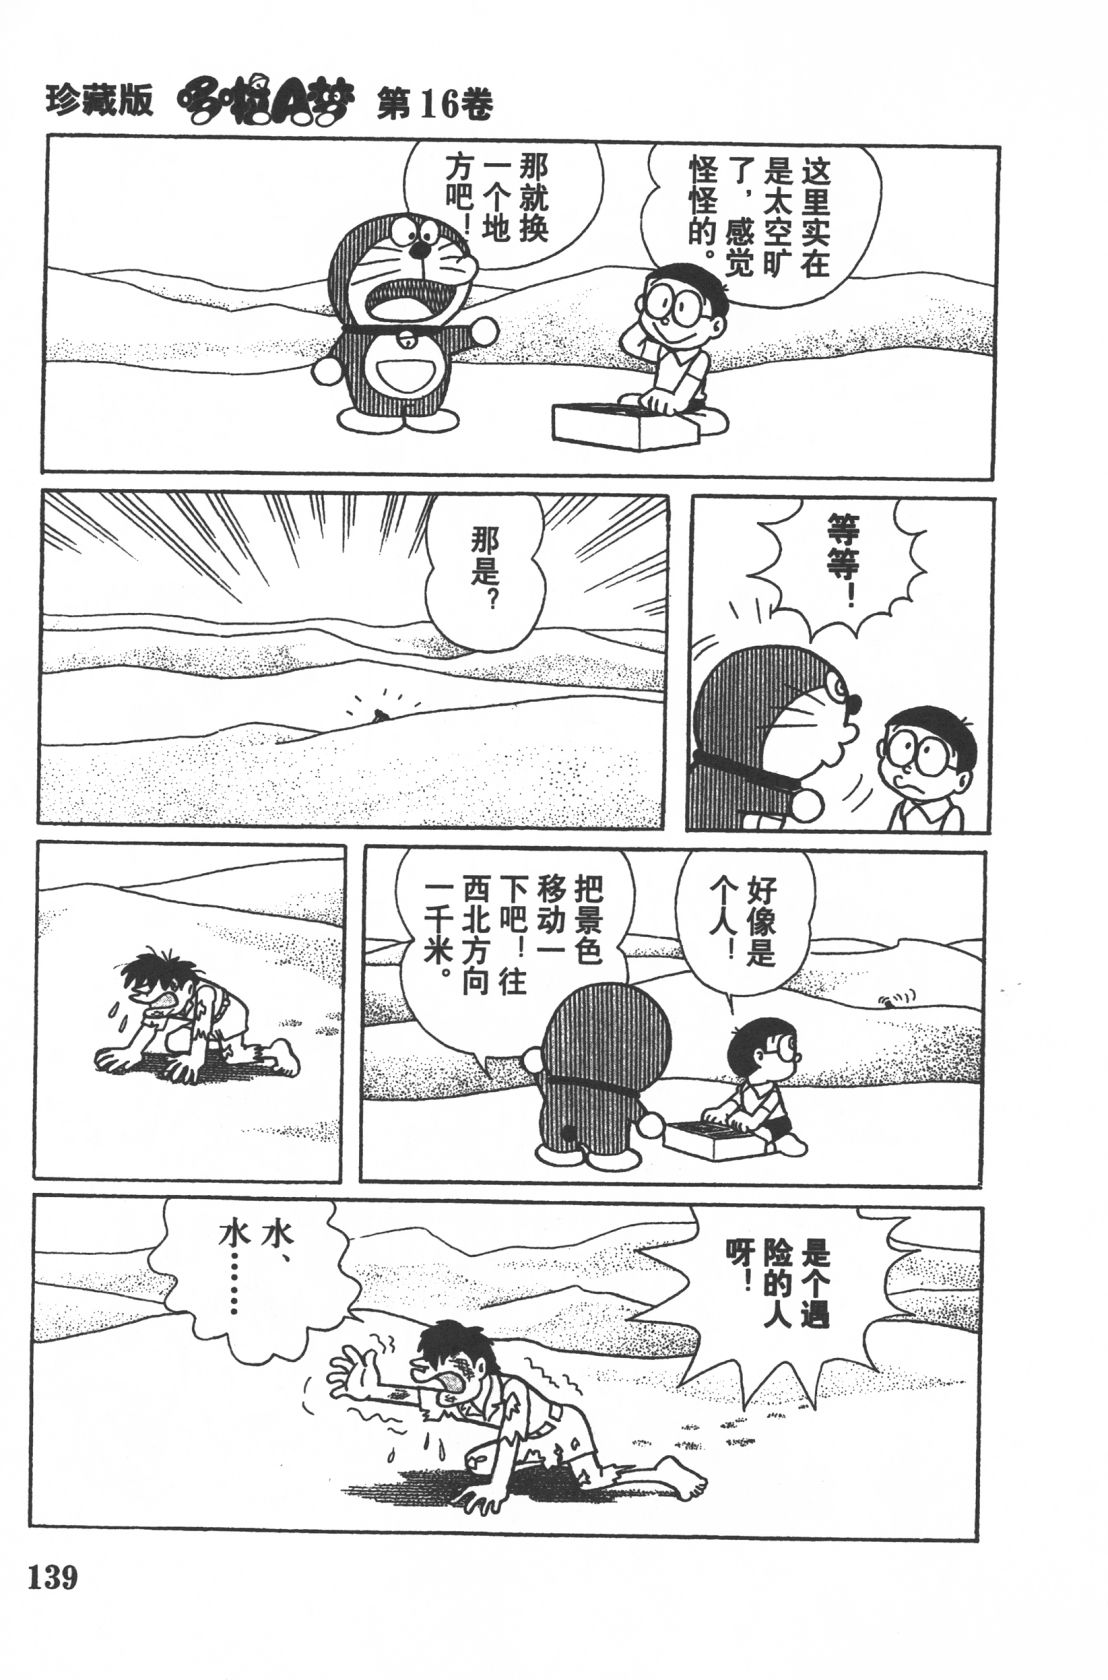 珍藏版 哆啦A梦 第16卷
这里实在
是太空旷
了，感觉
怪怪的。
那就换
一个地
方吧！
等等！
那是？
好像是
个人！
把景色
移动一
下吧！往
西北方向
一千米。
是个遇
险的人
呀！
水、
水……
139